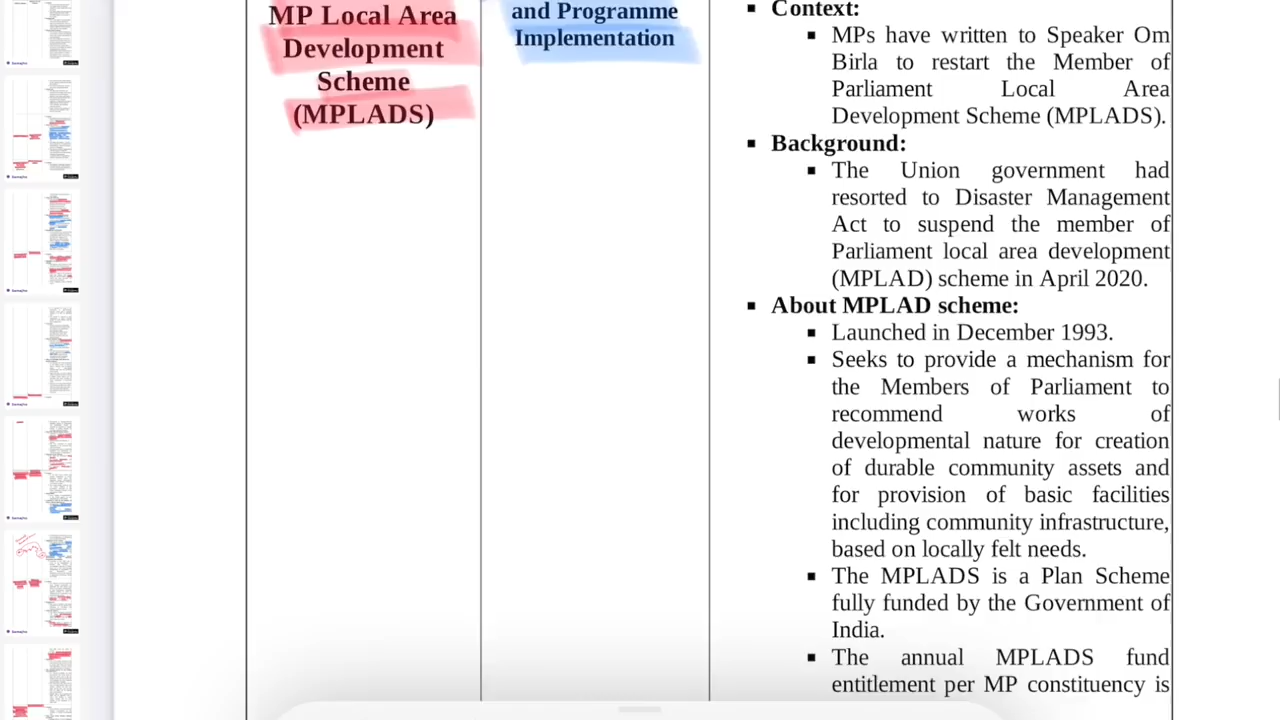 MP Local Area
Development
Scheme
(MPLADS)
and Programme
Implementation
▪ Context:
▪ MPs have written to Speaker Om
Birla to restart the Member of
Parliament Local Area
Development Scheme (MPLADS).
▪ Background:
▪ The Union government had
resorted to Disaster Management
Act to suspend the member of
Parliament local area development
(MPLAD) scheme in April 2020.
▪ About MPLAD scheme:
▪ Launched in December 1993.
▪ Seeks to provide a mechanism for
the Members of Parliament to
recommend works of
developmental nature for creation
of durable community assets and
for provision of basic facilities
including community infrastructure,
based on locally felt needs.
▪ The MPLADS is a Plan Scheme
fully funded by the Government of
India.
▪ The annual MPLADS fund
entitlement per MP constituency is